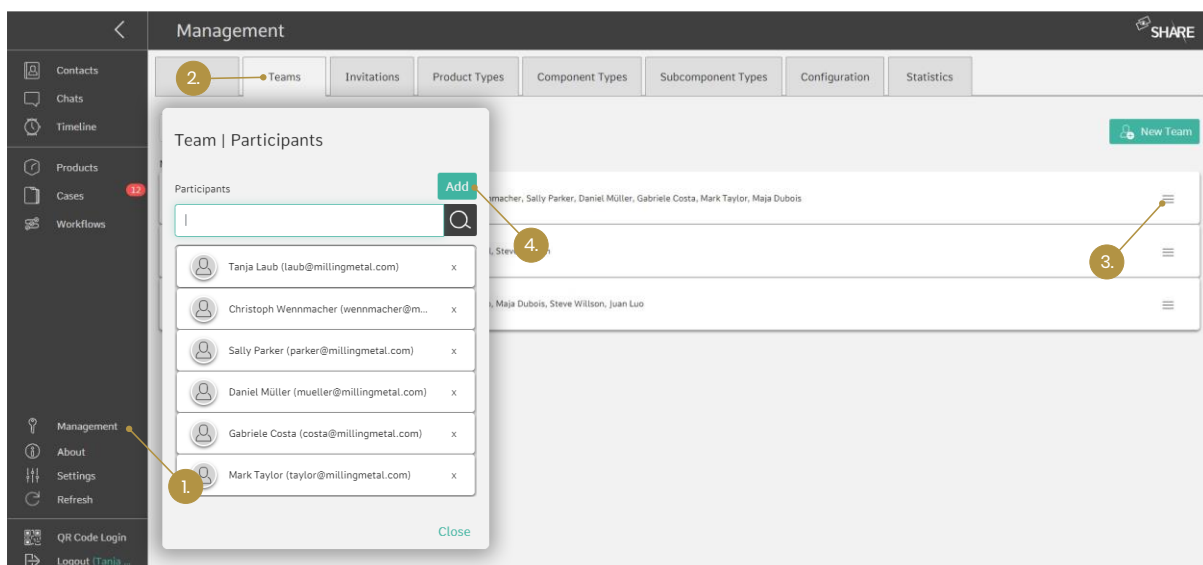 Management
SHARE
Contacts
Chats
Timeline
Products
Cases
12
Workflows
Management
About
Settings
Refresh
QR Code Login
Logout (Tanja ...
2.
Teams
Invitations
Product Types
Component Types
Subcomponent Types
Configuration
Statistics
New Team
Team | Participants
Participants
Add
Tanja Laub (laub@millingmetal.com) x
Christoph Wennmacher (wennmacher@m... x
Sally Parker (parker@millingmetal.com) x
Daniel Müller (mueller@millingmetal.com) x
Gabriele Costa (costa@millingmetal.com) x
Mark Taylor (taylor@millingmetal.com) x
Close
nmacher, Sally Parker, Daniel Müller, Gabriele Costa, Mark Taylor, Maja Dubois
, Maja Dubois, Steve Willson, Juan Luo
4.
3.
1.